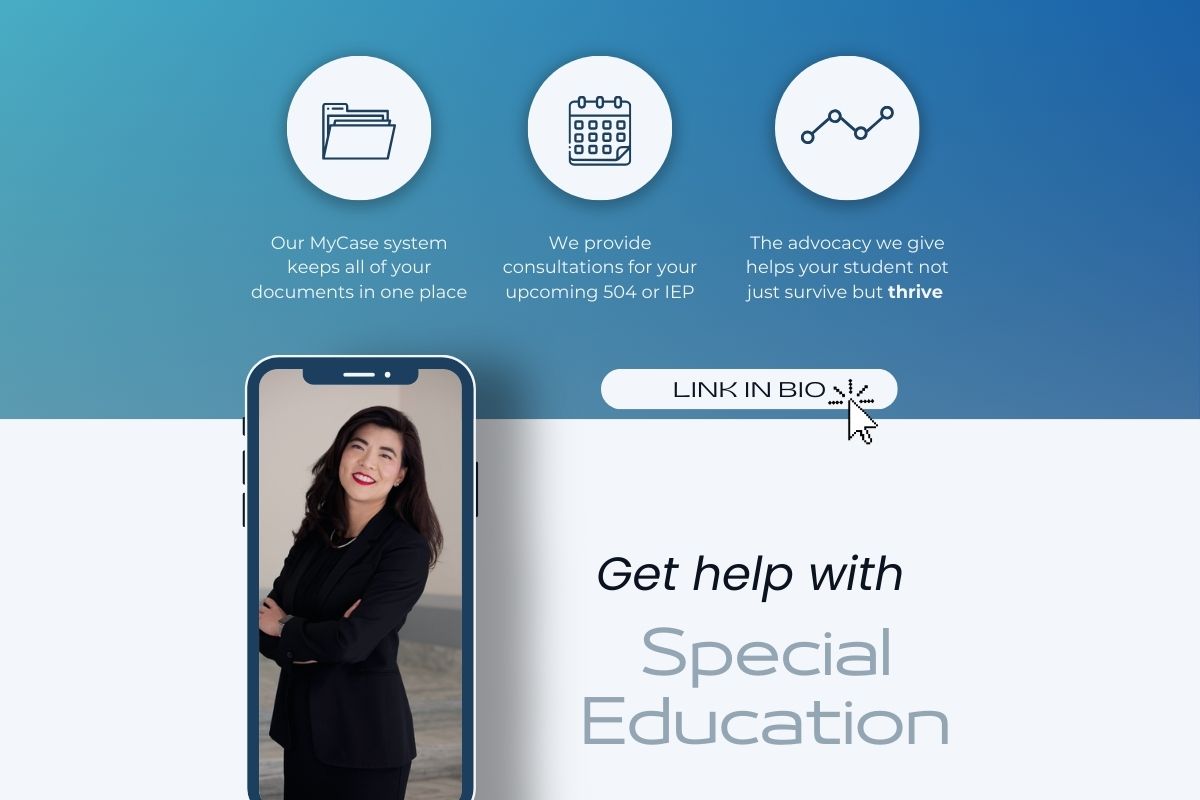 Our MyCase system
keeps all of your
documents in one place
We provide
consultations for your
upcoming 504 or IEP
The advocacy we give
helps your student not
just survive but thrive
LINK IN BIO
Get help with
Special
Education